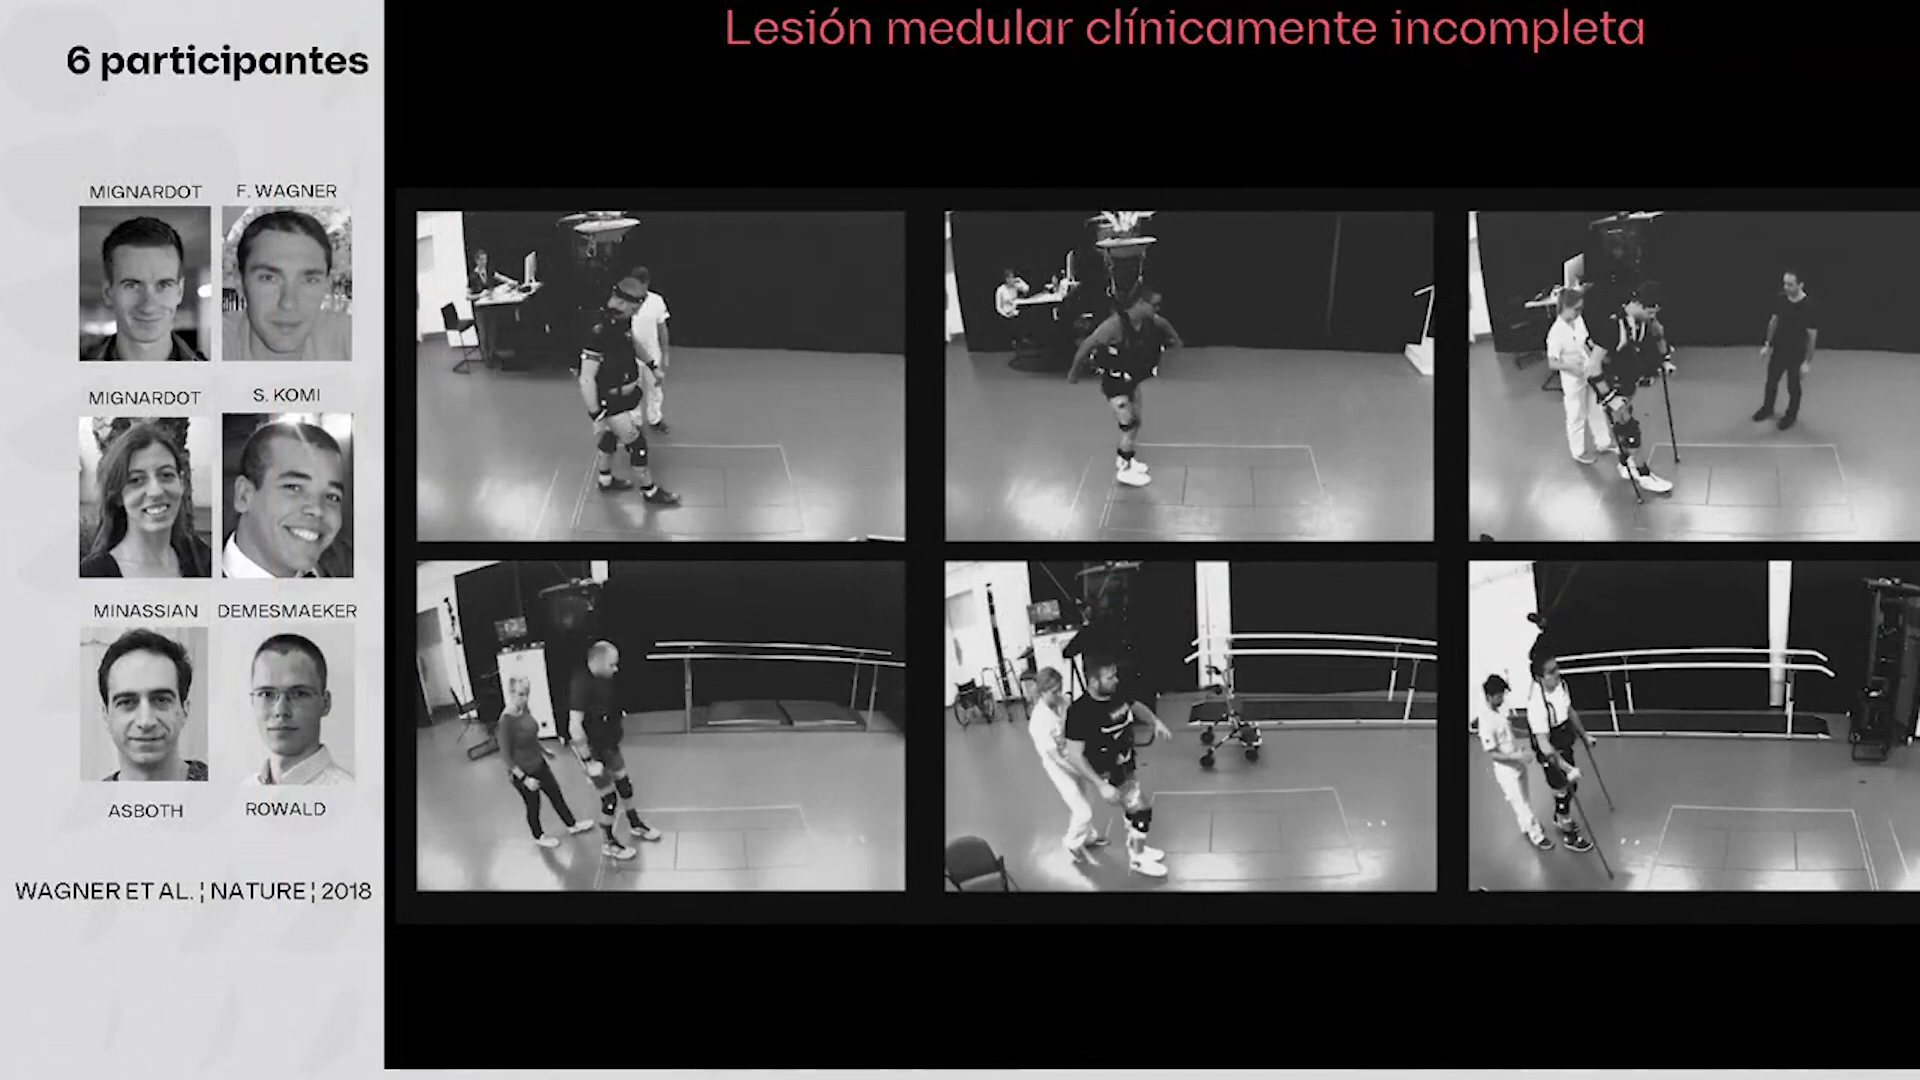 Lesión medular clínicamente incompleta
6 participantes
MIGNARDOT F. WAGNER
MIGNARDOT S. KOMI
MINASSIAN DEMESMAEKER
ASBOTH ROWALD
WAGNER ET AL. ¦ NATURE ¦ 2018